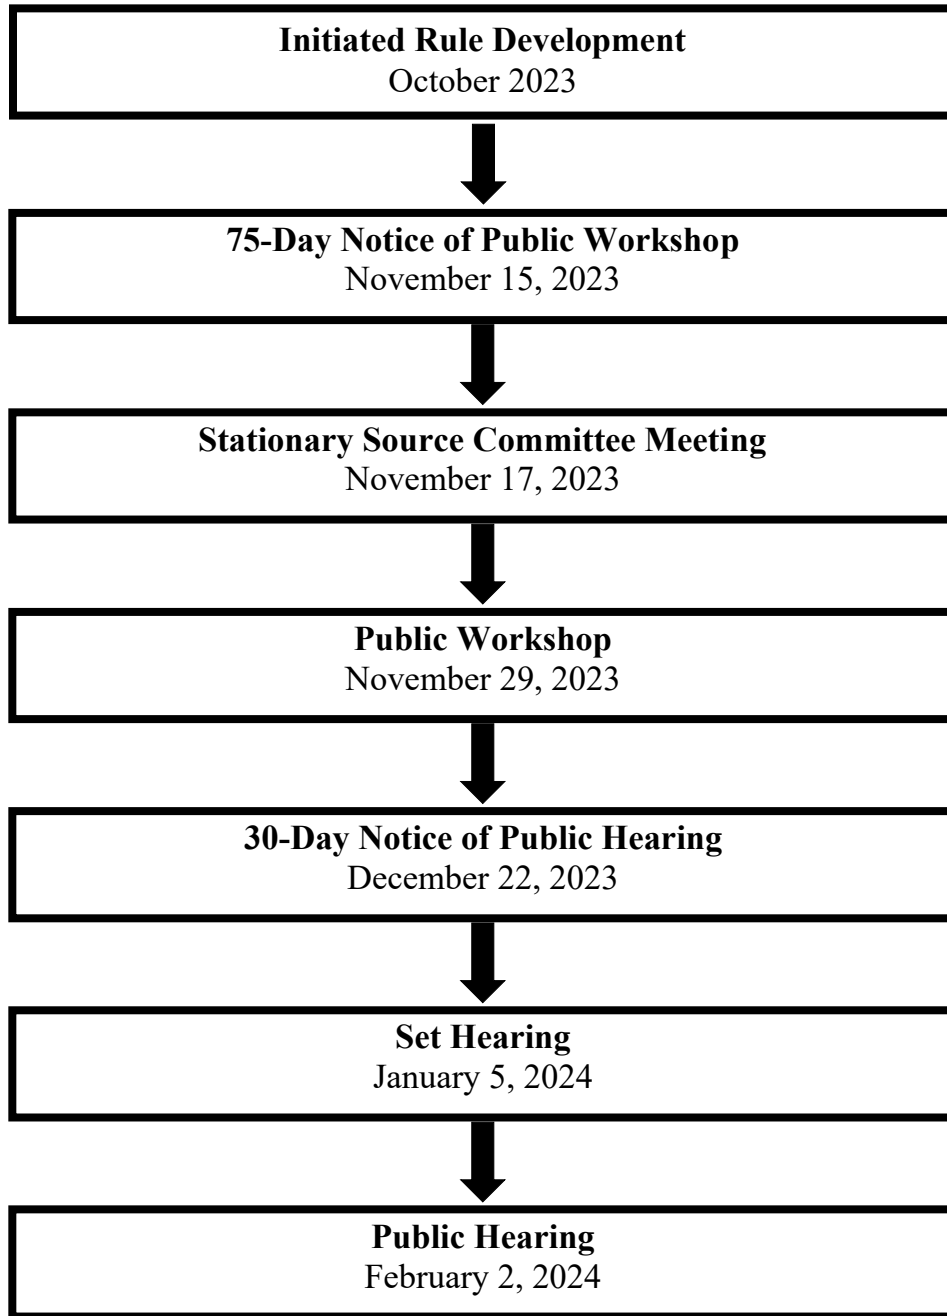 Initiated Rule Development
October 2023
75-Day Notice of Public Workshop
November 15, 2023
Stationary Source Committee Meeting
November 17, 2023
Public Workshop
November 29, 2023
30-Day Notice of Public Hearing
December 22, 2023
Set Hearing
January 5, 2024
Public Hearing
February 2, 2024